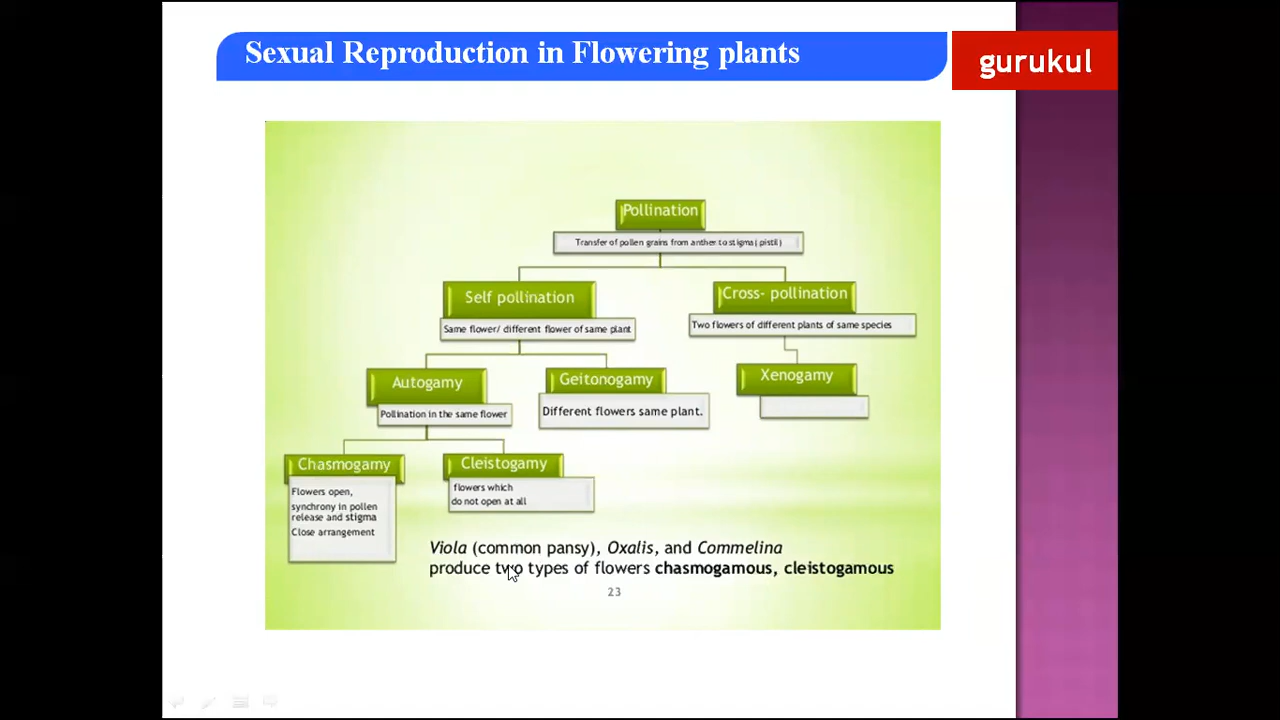 Sexual Reproduction in Flowering plants
gurukul
Pollination
Transfer of pollen grains from anther to stigma( pistil)
Self pollination
Cross- pollination
Same flower/ different flower of same plant
Two flowers of different plants of same species
Autogamy
Geitonogamy
Xenogamy
Pollination in the same flower
Different flowers same plant.
Chasmogamy
Cleistogamy
Flowers open,
synchrony in pollen
release and stigma
Close arrangement
flowers which
do not open at all
Viola (common pansy), Oxalis, and Commelina
produce two types of flowers chasmogamous, cleistogamous
23